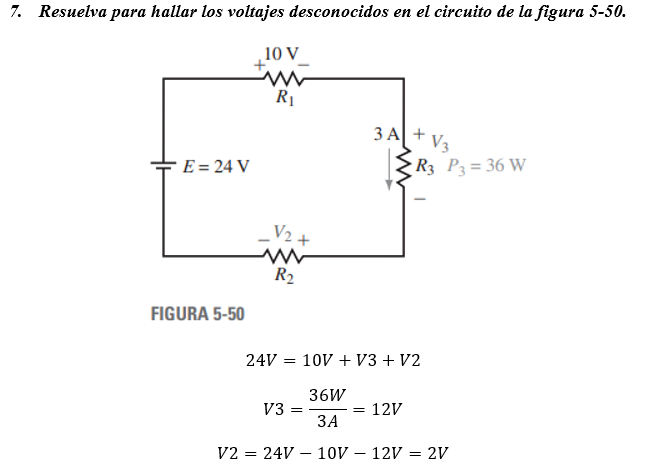 7. Resuelva para hallar los voltajes desconocidos en el circuito de la figura 5-50.
10 V
+ −
R₁
3 A + V₃
E = 24 V
R₃ P₃ = 36 W
−
− V₂ +
R₂
FIGURA 5-50
24V = 10V + V3 + V2
V3 = 36W / 3A = 12V
V2 = 24V − 10V − 12V = 2V